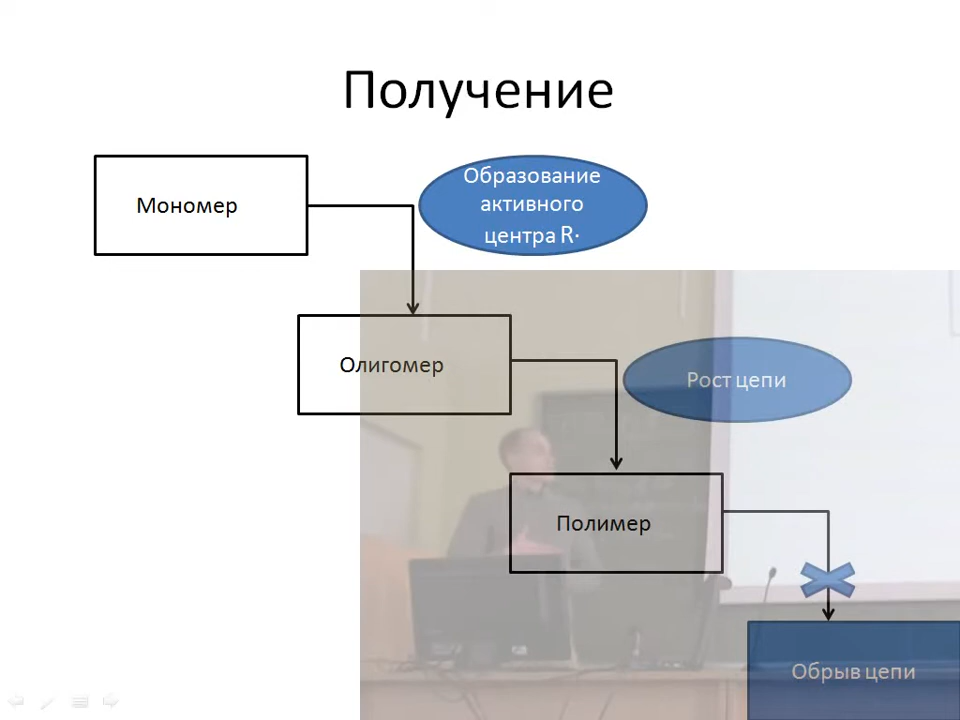 Получение
Мономер
Образование
активного
центра R·
Олигомер
Рост цепи
Полимер
Обрыв цепи